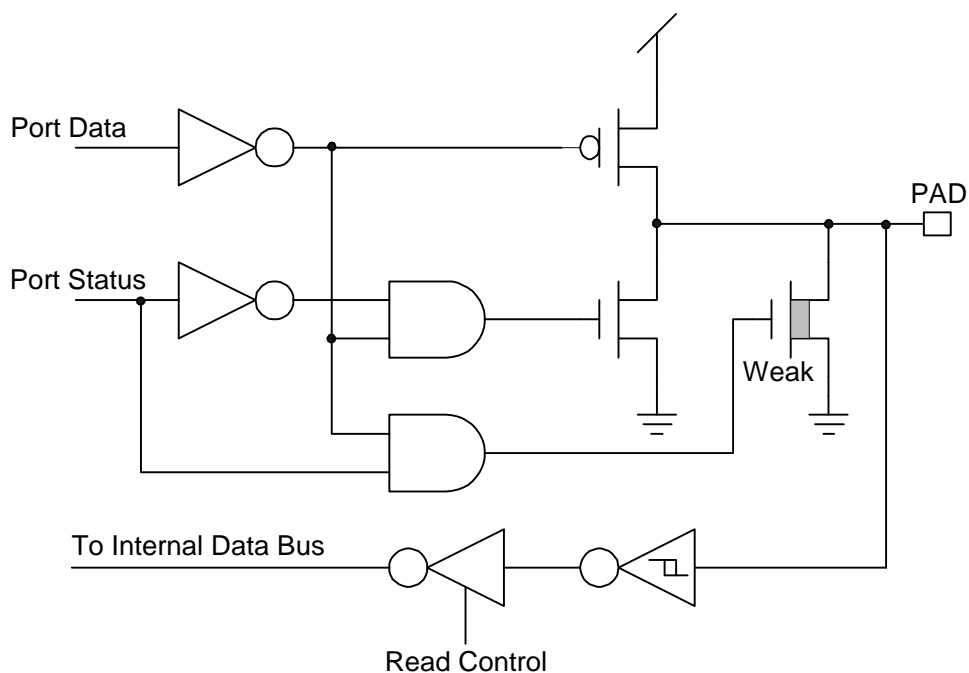 Port Data
PAD
Port Status
Weak
To Internal Data Bus
Read Control